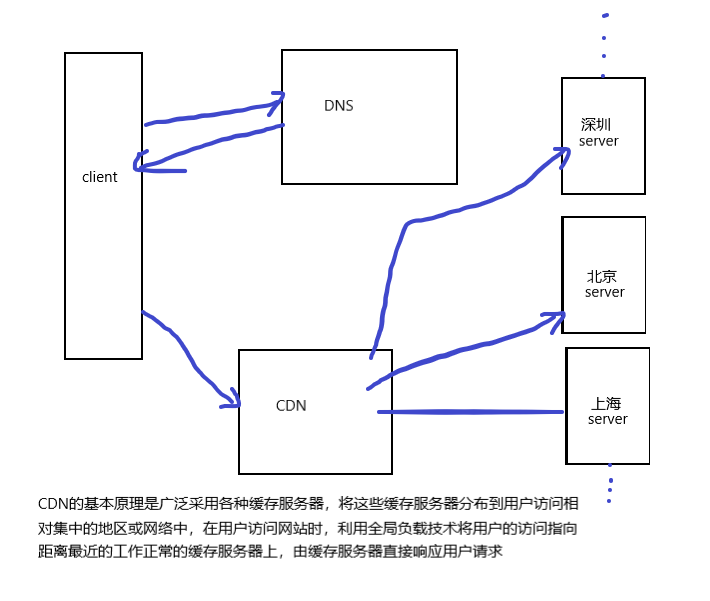 DNS
深圳
server
client
北京
server
CDN
上海
server
CDN的基本原理是广泛采用各种缓存服务器，将这些缓存服务器分布到用户访问相
对集中的地区或网络中，在用户访问网站时，利用全局负载技术将用户的访问指向
距离最近的工作正常的缓存服务器上，由缓存服务器直接响应用户请求